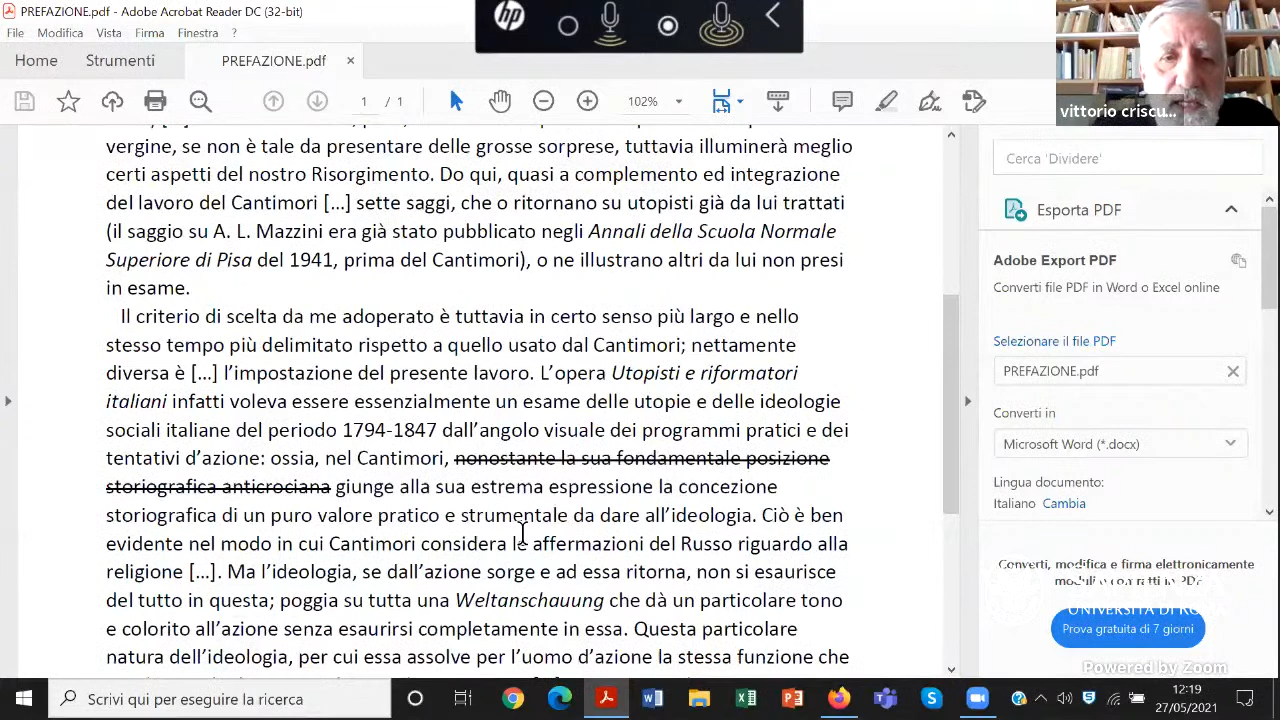 PREFAZIONE.pdf - Adobe Acrobat Reader DC (32-bit)
File Modifica Vista Firma Finestra ?
hp
Home Strumenti PREFAZIONE.pdf ×
1 / 1 102%
vittorio criscu...
vergine, se non è tale da presentare delle grosse sorprese, tuttavia illuminerà meglio
certi aspetti del nostro Risorgimento. Do qui, quasi a complemento ed integrazione
del lavoro del Cantimori [...] sette saggi, che o ritornano su utopisti già da lui trattati
(il saggio su A. L. Mazzini era già stato pubblicato negli Annali della Scuola Normale
Superiore di Pisa del 1941, prima del Cantimori), o ne illustrano altri da lui non presi
in esame.
Il criterio di scelta da me adoperato è tuttavia in certo senso più largo e nello
stesso tempo più delimitato rispetto a quello usato dal Cantimori; nettamente
diversa è [...] l'impostazione del presente lavoro. L'opera Utopisti e riformatori
italiani infatti voleva essere essenzialmente un esame delle utopie e delle ideologie
sociali italiane del periodo 1794-1847 dall'angolo visuale dei programmi pratici e dei
tentativi d'azione: ossia, nel Cantimori, nonostante la sua fondamentale posizione
storiografica anticrociana giunge alla sua estrema espressione la concezione
storiografica di un puro valore pratico e strumentale da dare all'ideologia. Ciò è ben
evidente nel modo in cui Cantimori considera le affermazioni del Russo riguardo alla
religione [...]. Ma l'ideologia, se dall'azione sorge e ad essa ritorna, non si esaurisce
del tutto in questa; poggia su tutta una Weltanschauung che dà un particolare tono
e colorito all'azione senza esaurirsi completamente in essa. Questa particolare
natura dell'ideologia, per cui essa assolve per l'uomo d'azione la stessa funzione che
Cerca 'Dividere'
Esporta PDF
Adobe Export PDF
Converti file PDF in Word o Excel online
Selezionare il file PDF
PREFAZIONE.pdf
Converti in
Microsoft Word (*.docx)
Lingua documento:
Italiano Cambia
Converti, modifica e firma elettronicamente
UNIVERSITÀ DI
Prova gratuita di 7 giorni
Powered by Zoom
Scrivi qui per eseguire la ricerca
12:19
27/05/2021